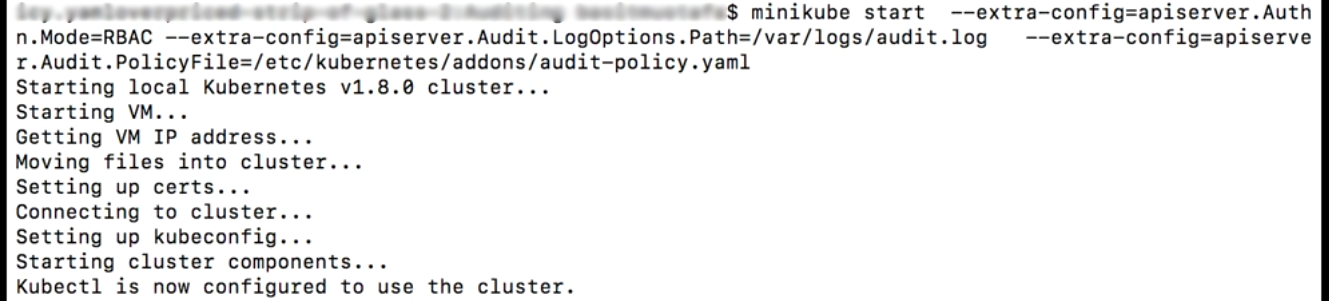 $ minikube start  --extra-config=apiserver.Auth
n.Mode=RBAC --extra-config=apiserver.Audit.LogOptions.Path=/var/logs/audit.log   --extra-config=apiserve
r.Audit.PolicyFile=/etc/kubernetes/addons/audit-policy.yaml
Starting local Kubernetes v1.8.0 cluster...
Starting VM...
Getting VM IP address...
Moving files into cluster...
Setting up certs...
Connecting to cluster...
Setting up kubeconfig...
Starting cluster components...
Kubectl is now configured to use the cluster.